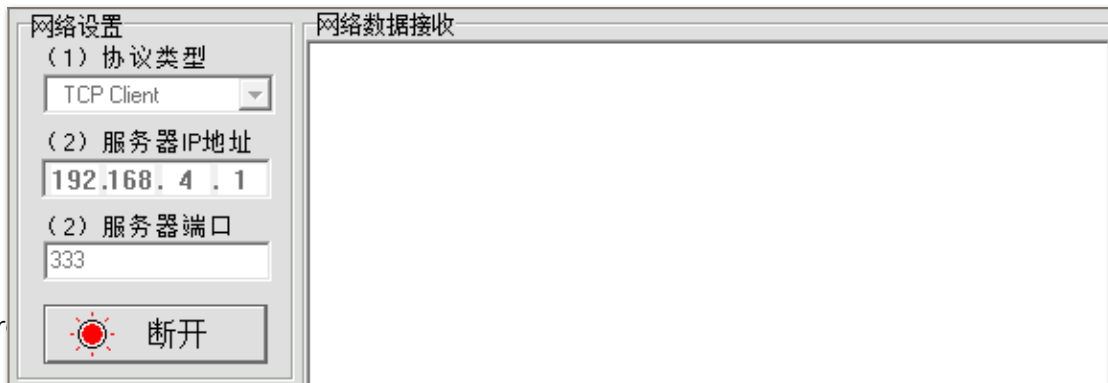 网络设置
（1）协议类型
TCP Client
（2）服务器IP地址
192.168. 4 . 1
（2）服务器端口
333
断开
网络数据接收